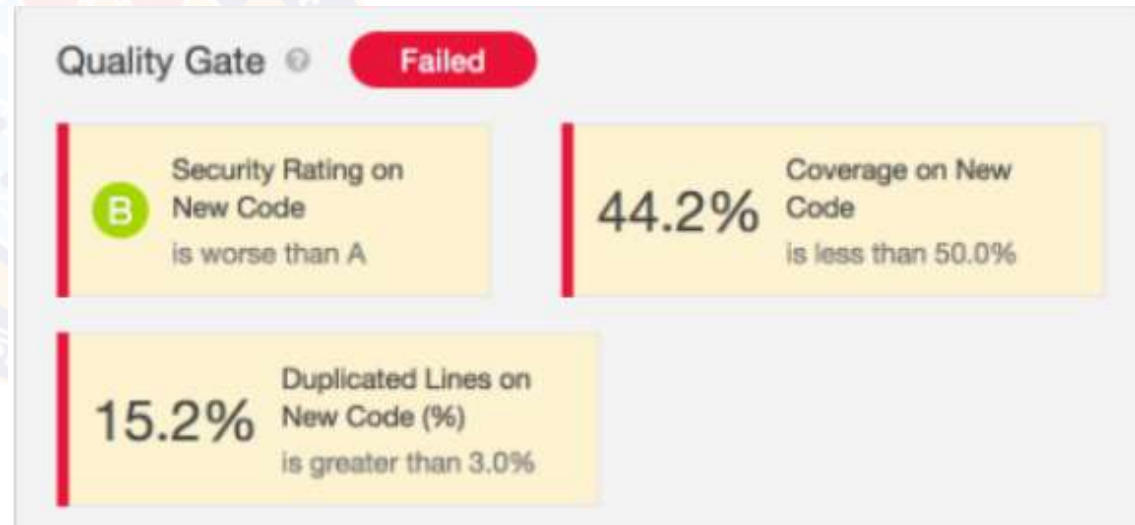 Quality Gate ? Failed
B
Security Rating on
New Code
is worse than A
44.2%
Coverage on New
Code
is less than 50.0%
15.2%
Duplicated Lines on
New Code (%)
is greater than 3.0%